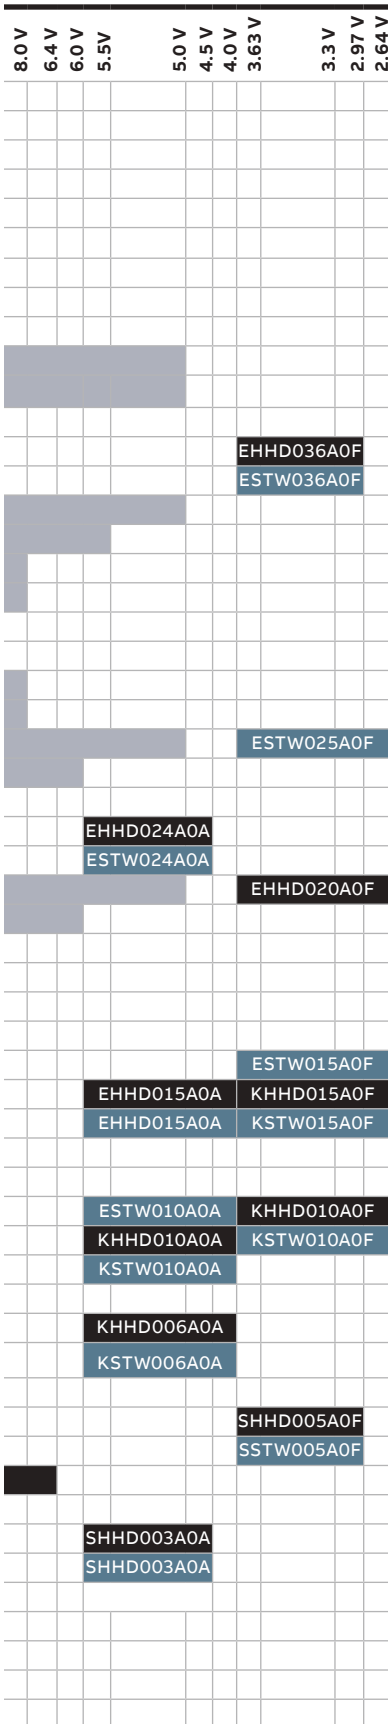 8.0 V 6.4 V 6.0 V 5.5V 5.0 V 4.5 V 4.0 V 3.63 V 3.3 V 2.97 V 2.64 V
EHHD036A0F
ESTW036A0F
ESTW025A0F
EHHD024A0A
ESTW024A0A
EHHD020A0F
ESTW015A0F
EHHD015A0A KHHD015A0F
EHHD015A0A KSTW015A0F
ESTW010A0A KHHD010A0F
KHHD010A0A KSTW010A0F
KSTW010A0A
KHHD006A0A
KSTW006A0A
SHHD005A0F
SSTW005A0F
SHHD003A0A
SHHD003A0A